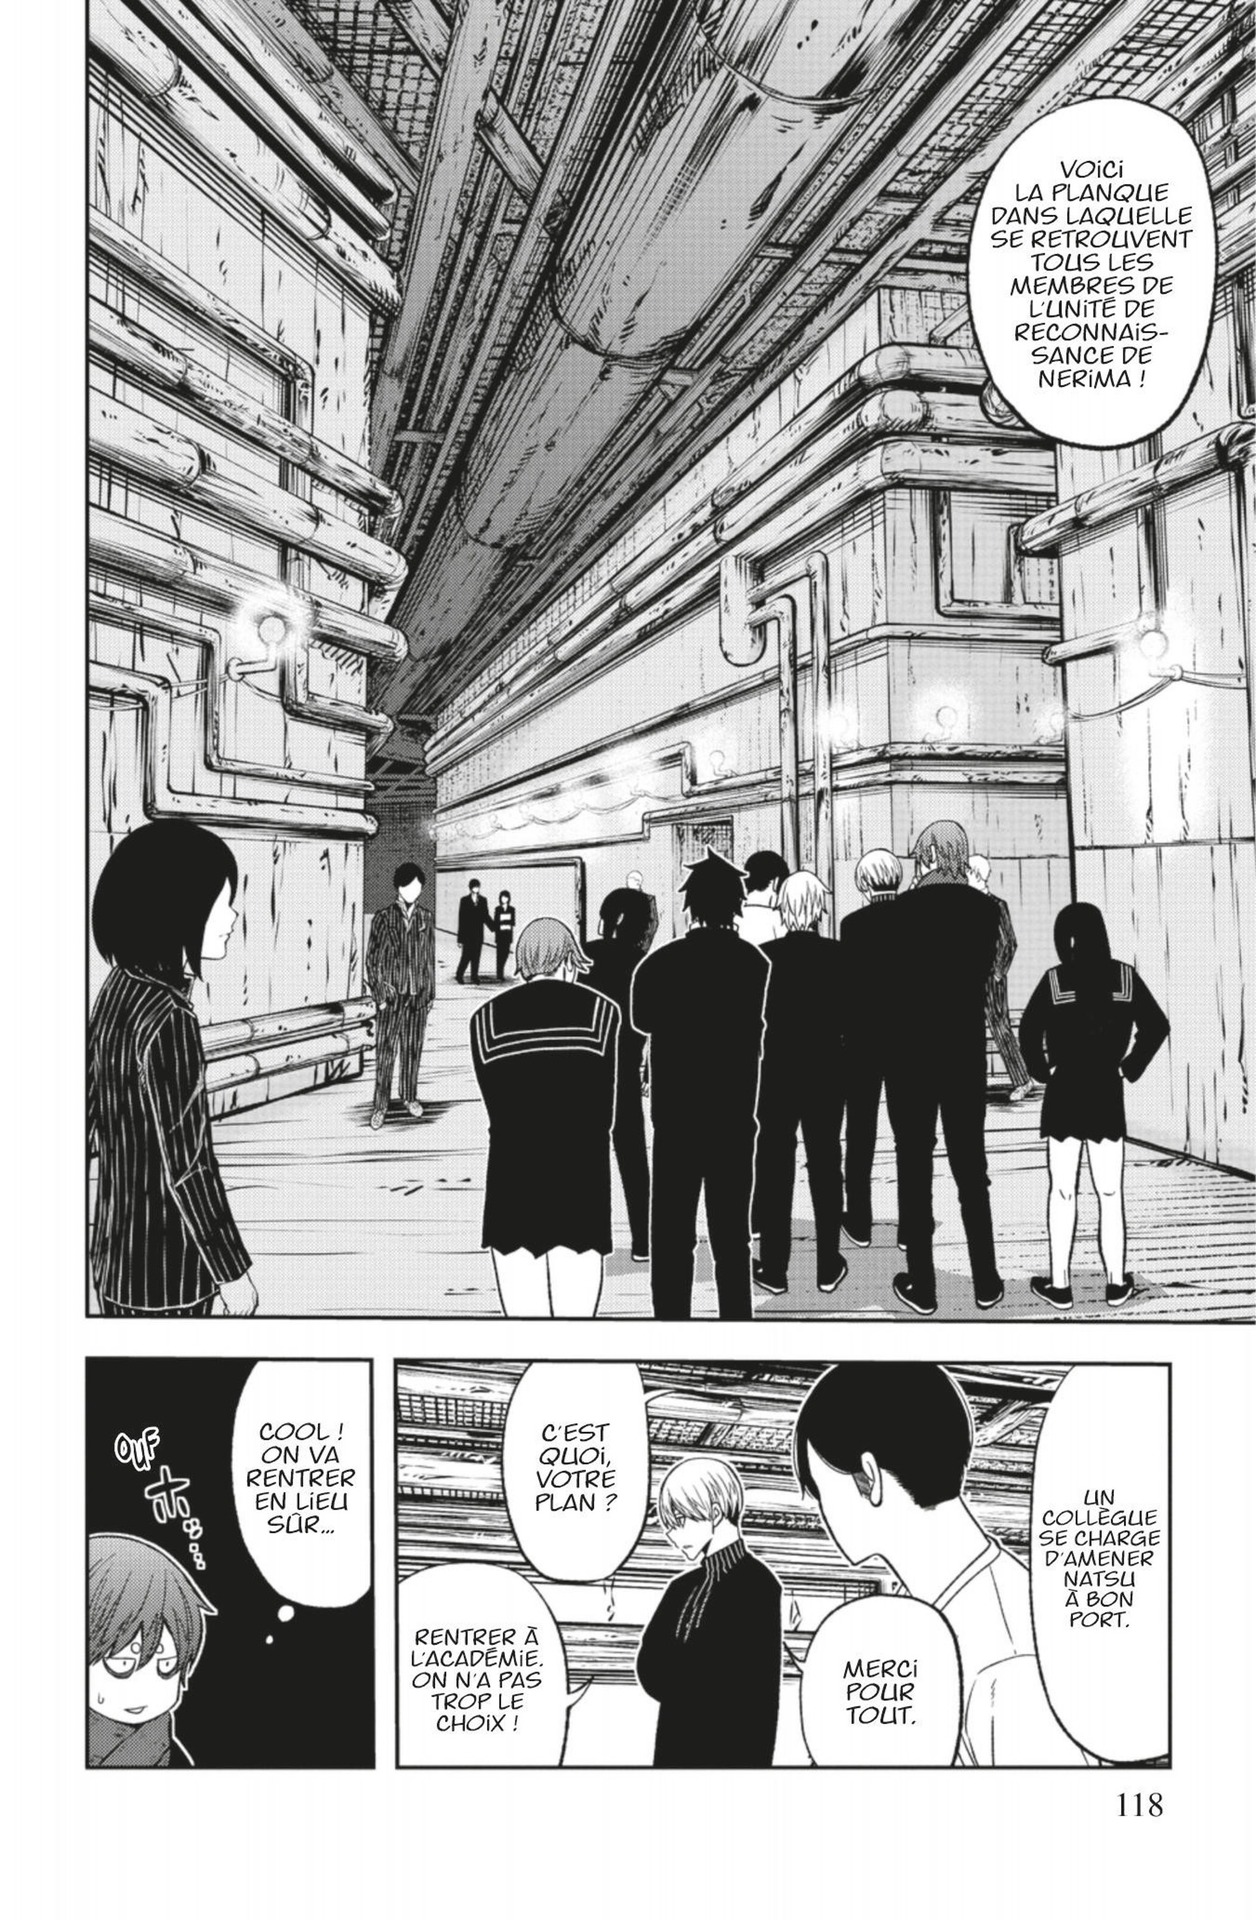 VOICI
LA PLANQUE
DANS LAQUELLE
SE RETROUVENT
TOUS LES
MEMBRES DE
L'UNITÉ DE
RECONNAIS-
SANCE DE
NERIMA !
UN
COLLÈGUE
SE CHARGE
D'AMENER
NATSU
À BON
PORT.
MERCI
POUR
TOUT.
C'EST
QUOI,
VOTRE
PLAN ?
RENTRER À
L'ACADÉMIE.
ON N'A PAS
TROP LE
CHOIX !
COOL !
ON VA
RENTRER
EN LIEU
SÛR...
OUF
ホッ...
118